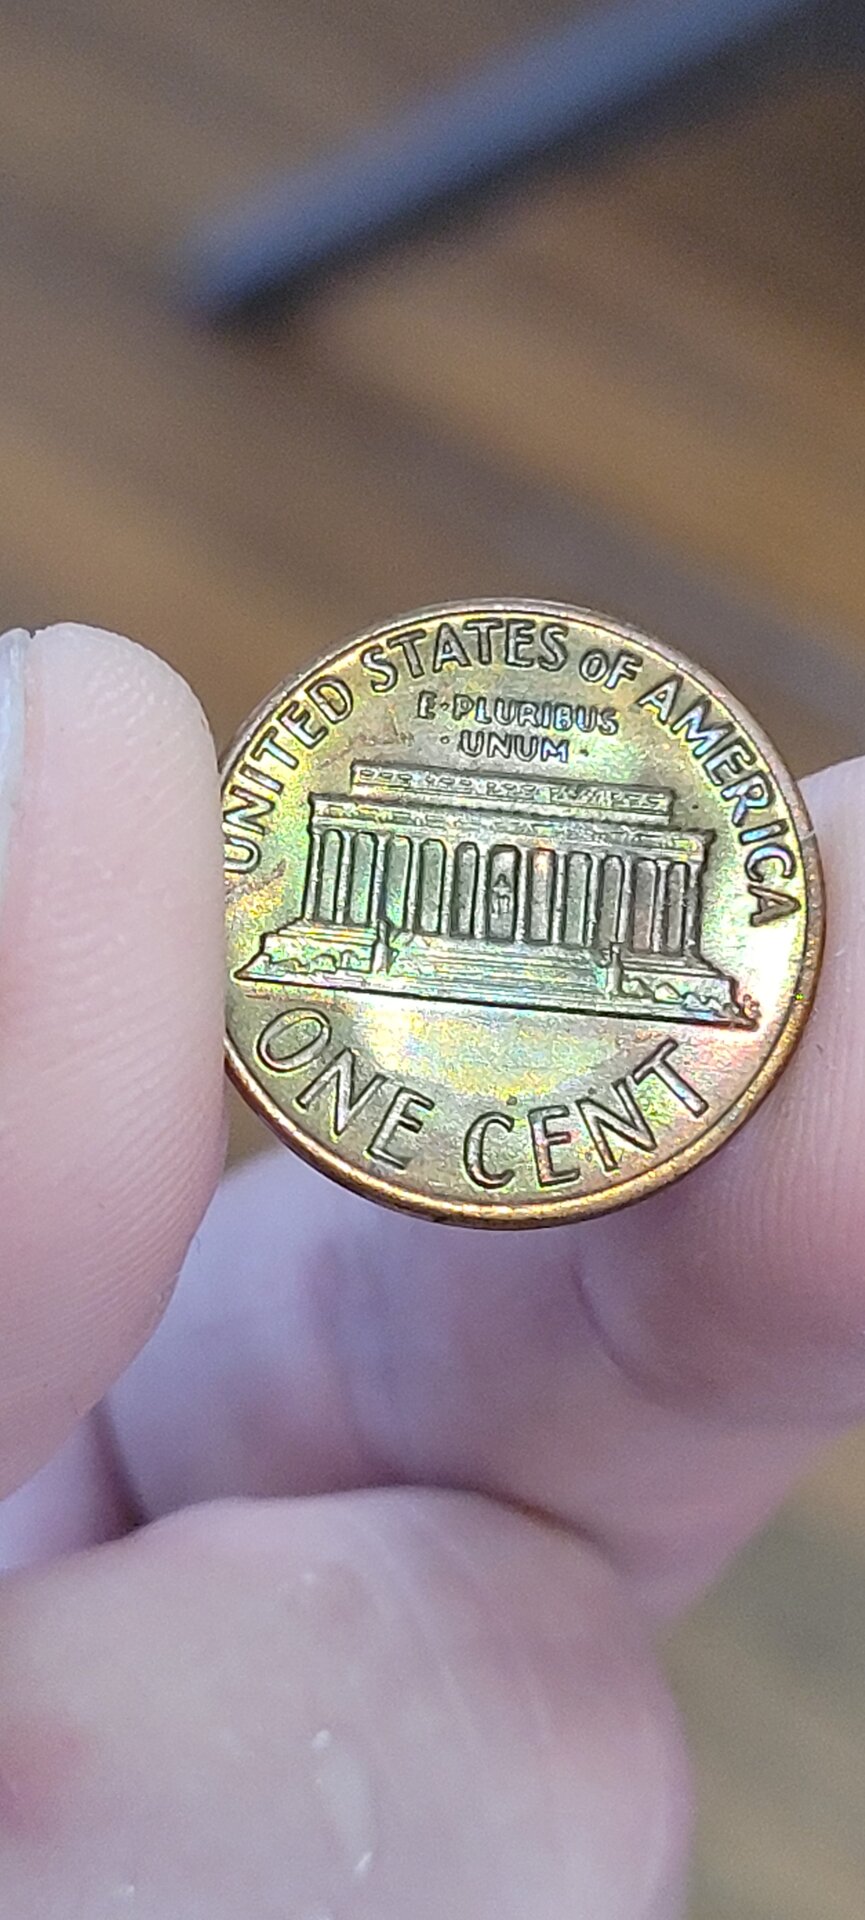 UNITED STATES OF AMERICA
E·PLURIBUS
·UNUM·
ONE CENT